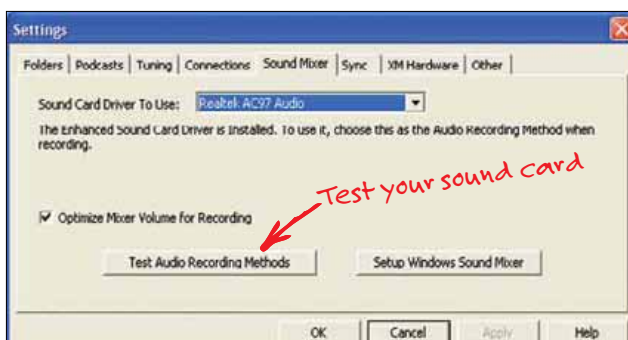 Settings
Folders Podcasts Tuning Connections Sound Mixer Sync XM Hardware Other
Sound Card Driver To Use: Realtek AC97 Audio
The Enhanced Sound Card Driver is Installed. To use it, choose this as the Audio Recording Method when
recording.
Test your sound card
Optimize Mixer Volume for Recording
Test Audio Recording Methods Setup Windows Sound Mixer
OK Cancel Apply Help